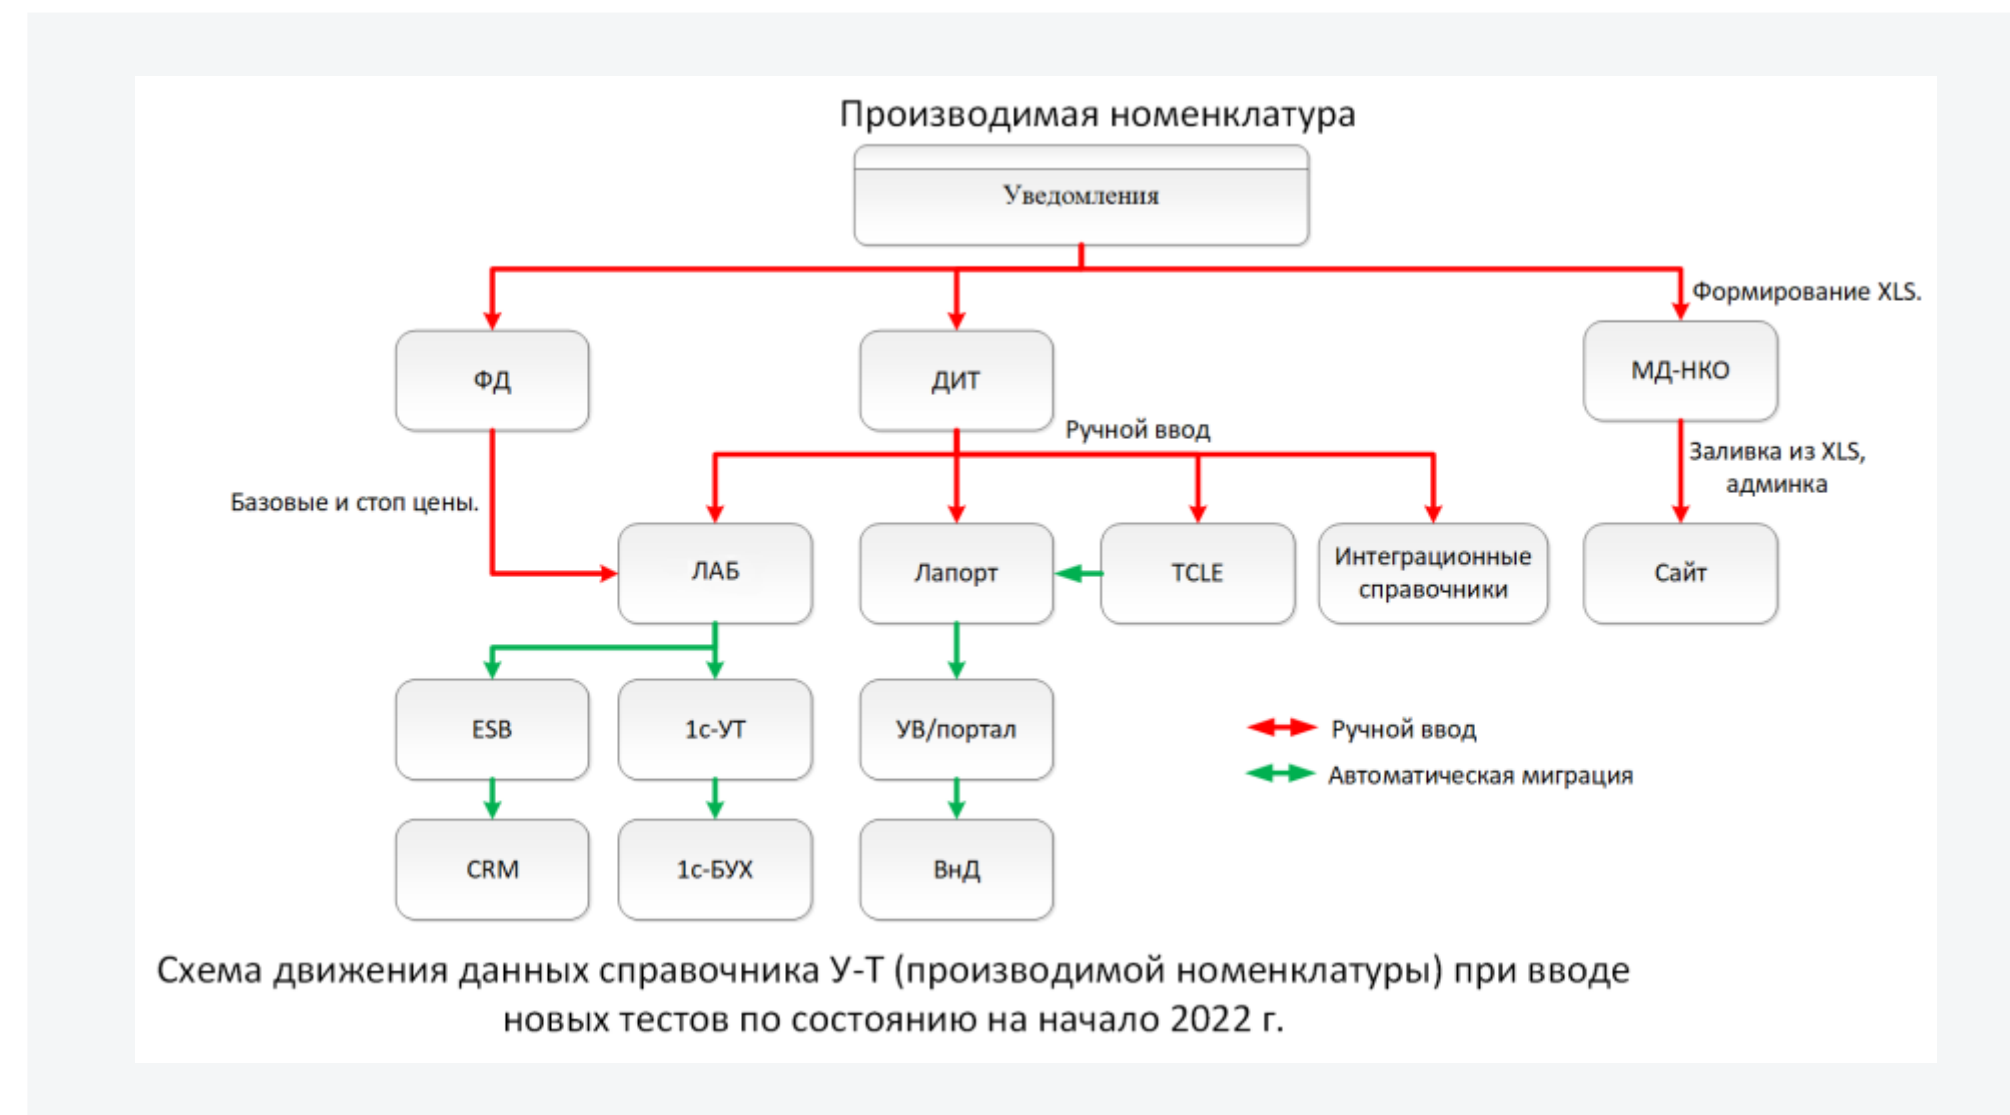 Производимая номенклатура
Уведомления
Формирование XLS.
ФД
ДИТ
МД-НКО
Ручной ввод
Базовые и стоп цены.
Заливка из XLS,
админка
ЛАБ
Лапорт
TCLE
Интеграционные
справочники
Сайт
ESB
1с-УТ
УВ/портал
Ручной ввод
Автоматическая миграция
CRM
1с-БУХ
ВнД
Схема движения данных справочника У-Т (производимой номенклатуры) при вводе
новых тестов по состоянию на начало 2022 г.